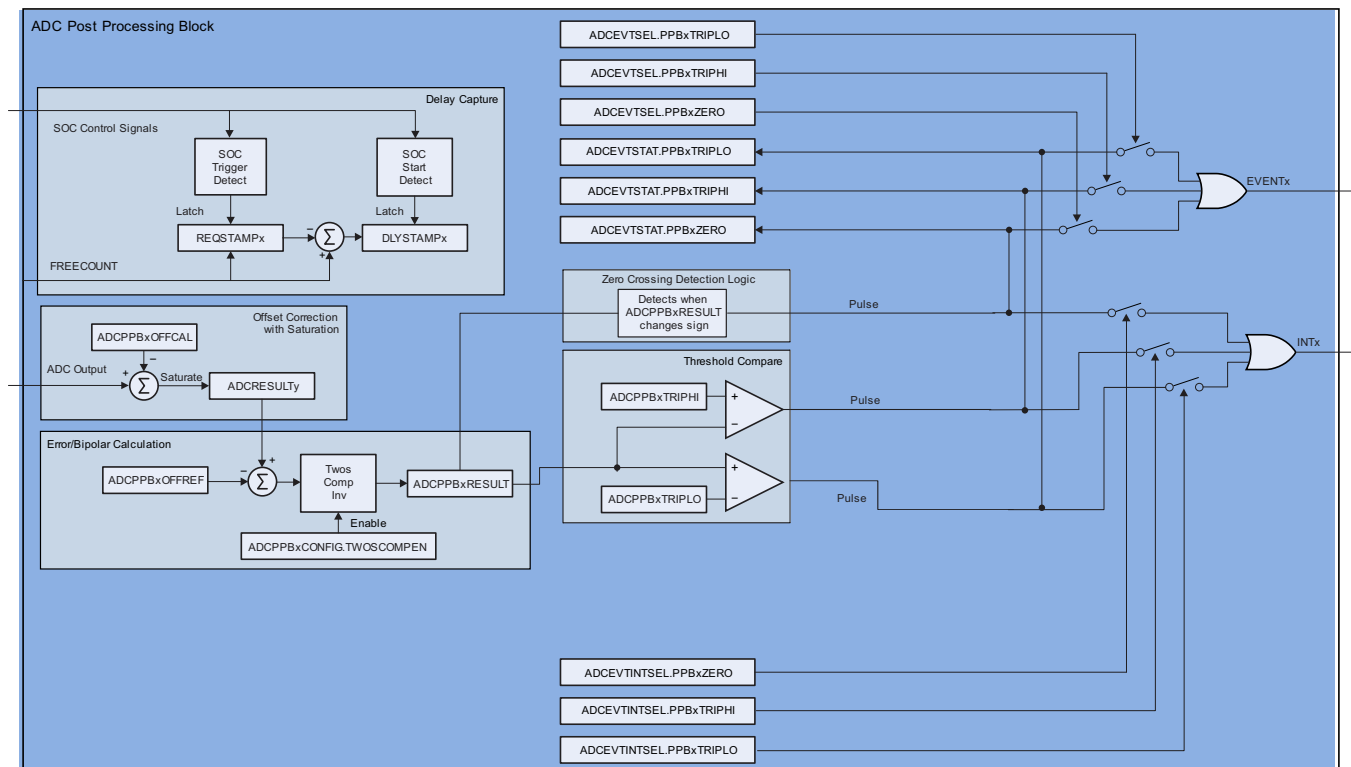 ADC Post Processing Block
ADCEVTSEL.PPBxTRIPLO
ADCEVTSEL.PPBxTRIPHI
ADCEVTSEL.PPBxZERO
ADCEVTSTAT.PPBxTRIPLO
ADCEVTSTAT.PPBxTRIPHI
ADCEVTSTAT.PPBxZERO
EVENTx
Delay Capture
SOC Control Signals
SOC
Trigger
Detect
SOC
Start
Detect
Latch
Latch
REQSTAMPx
−
Σ
+
DLYSTAMPx
FREECOUNT
Zero Crossing Detection Logic
Detects when
ADCPPBxRESULT
changes sign
Pulse
INTx
Offset Correction
with Saturation
ADCPPBxOFFCAL
−
ADC Output
+
Σ
Saturate
ADCRESULTy
Threshold Compare
ADCPPBxTRIPHI
+
−
Pulse
+
ADCPPBxTRIPLO
−
Pulse
Error/Bipolar Calculation
+
ADCPPBxOFFREF
−
Σ
Twos
Comp
Inv
ADCPPBxRESULT
Enable
ADCPPBxCONFIG.TWOSCOMPEN
ADCEVTINTSEL.PPBxZERO
ADCEVTINTSEL.PPBxTRIPHI
ADCEVTINTSEL.PPBxTRIPLO